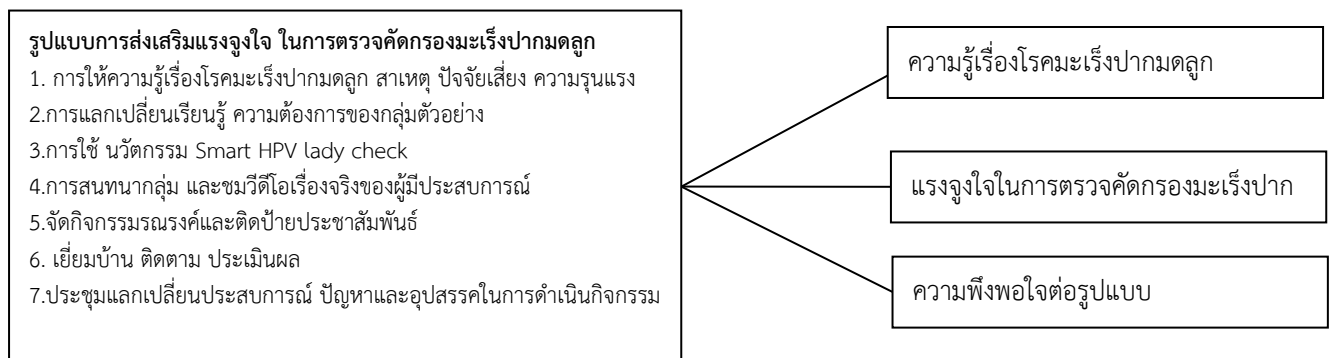 รูปแบบการส่งเสริมแรงจูงใจ ในการตรวจคัดกรองมะเร็งปากมดลูก
1. การให้ความรู้เรื่องโรคมะเร็งปากมดลูก สาเหตุ ปัจจัยเสี่ยง ความรุนแรง
2.การแลกเปลี่ยนเรียนรู้ ความต้องการของกลุ่มตัวอย่าง
3.การใช้ นวัตกรรม Smart HPV lady check
4.การสนทนากลุ่ม และชมวีดีโอเรื่องจริงของผู้มีประสบการณ์
5.จัดกิจกรรมรณรงค์และติดป้ายประชาสัมพันธ์
6. เยี่ยมบ้าน ติดตาม ประเมินผล
7.ประชุมแลกเปลี่ยนประสบการณ์ ปัญหาและอุปสรรคในการดำเนินกิจกรรม
ความรู้เรื่องโรคมะเร็งปากมดลูก
แรงจูงใจในการตรวจคัดกรองมะเร็งปาก
ความพึงพอใจต่อรูปแบบ